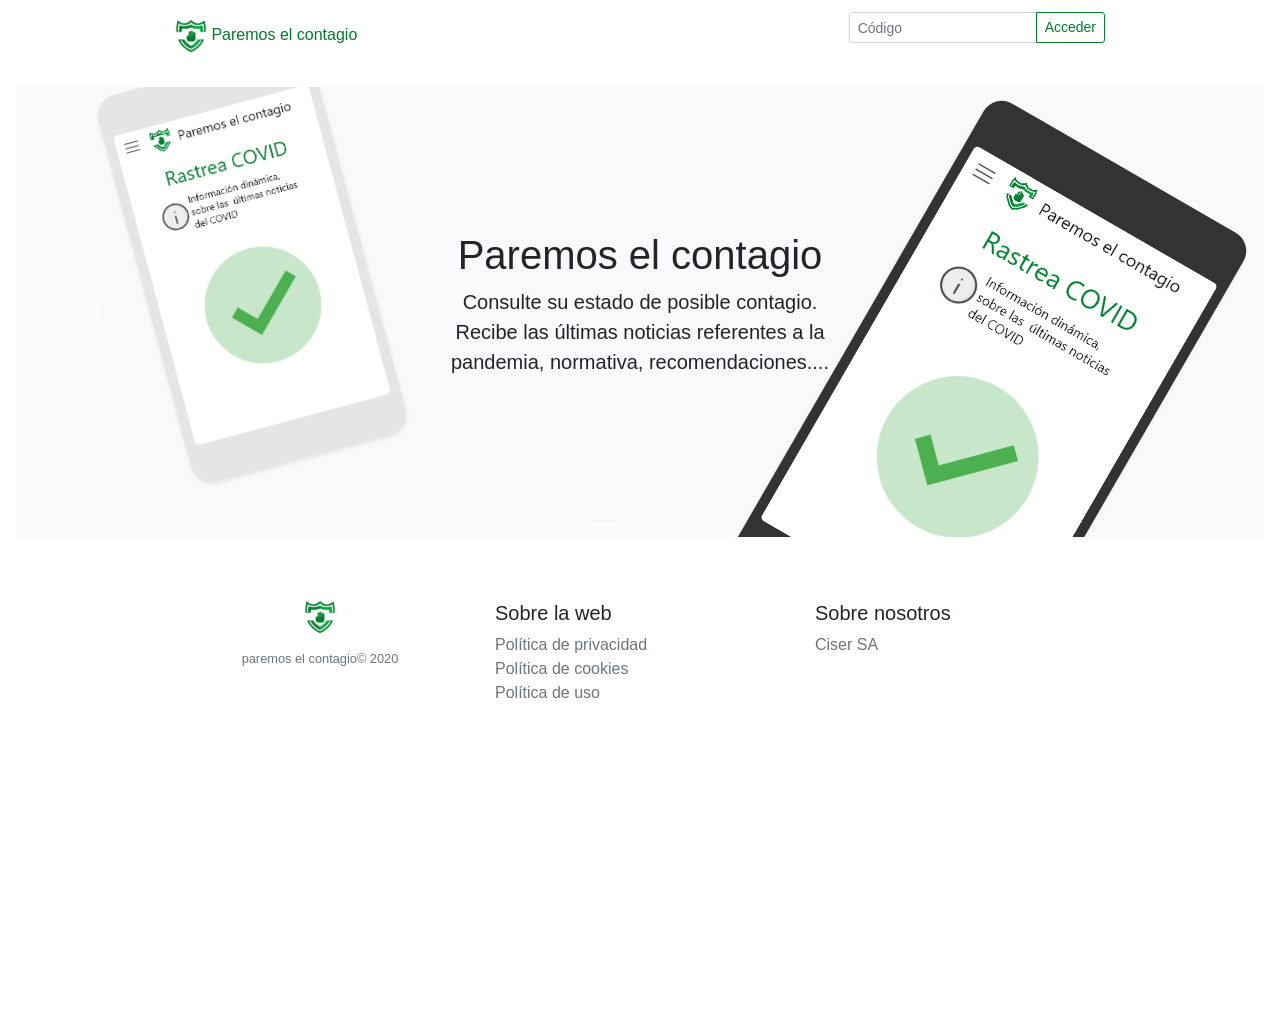 Paremos el contagio
Código
Acceder
Paremos el contagio
Rastrea COVID
Información dinámica,
sobre las últimas noticias
del COVID
Paremos el contagio
Consulte su estado de posible contagio.
Recibe las últimas noticias referentes a la
pandemia, normativa, recomendaciones....
Paremos el contagio
Rastrea COVID
Información dinámica,
sobre las últimas noticias
del COVID
paremos el contagio© 2020
Sobre la web
Política de privacidad
Política de cookies
Política de uso
Sobre nosotros
Ciser SA